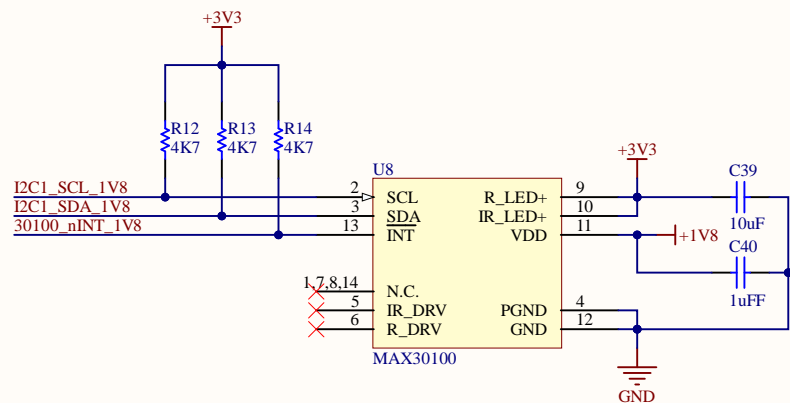 +3V3
R12
4K7
R13
4K7
R14
4K7
U8
+3V3
C39
10uF
I2C1_SCL_1V8
2
SCL
R_LED+
9
I2C1_SDA_1V8
3
SDA
IR_LED+
10
30100_nINT_1V8
13
INT
VDD
11
+1V8
C40
1uFF
1,7,8,14
N.C.
5
IR_DRV
PGND
4
6
R_DRV
GND
12
MAX30100
GND